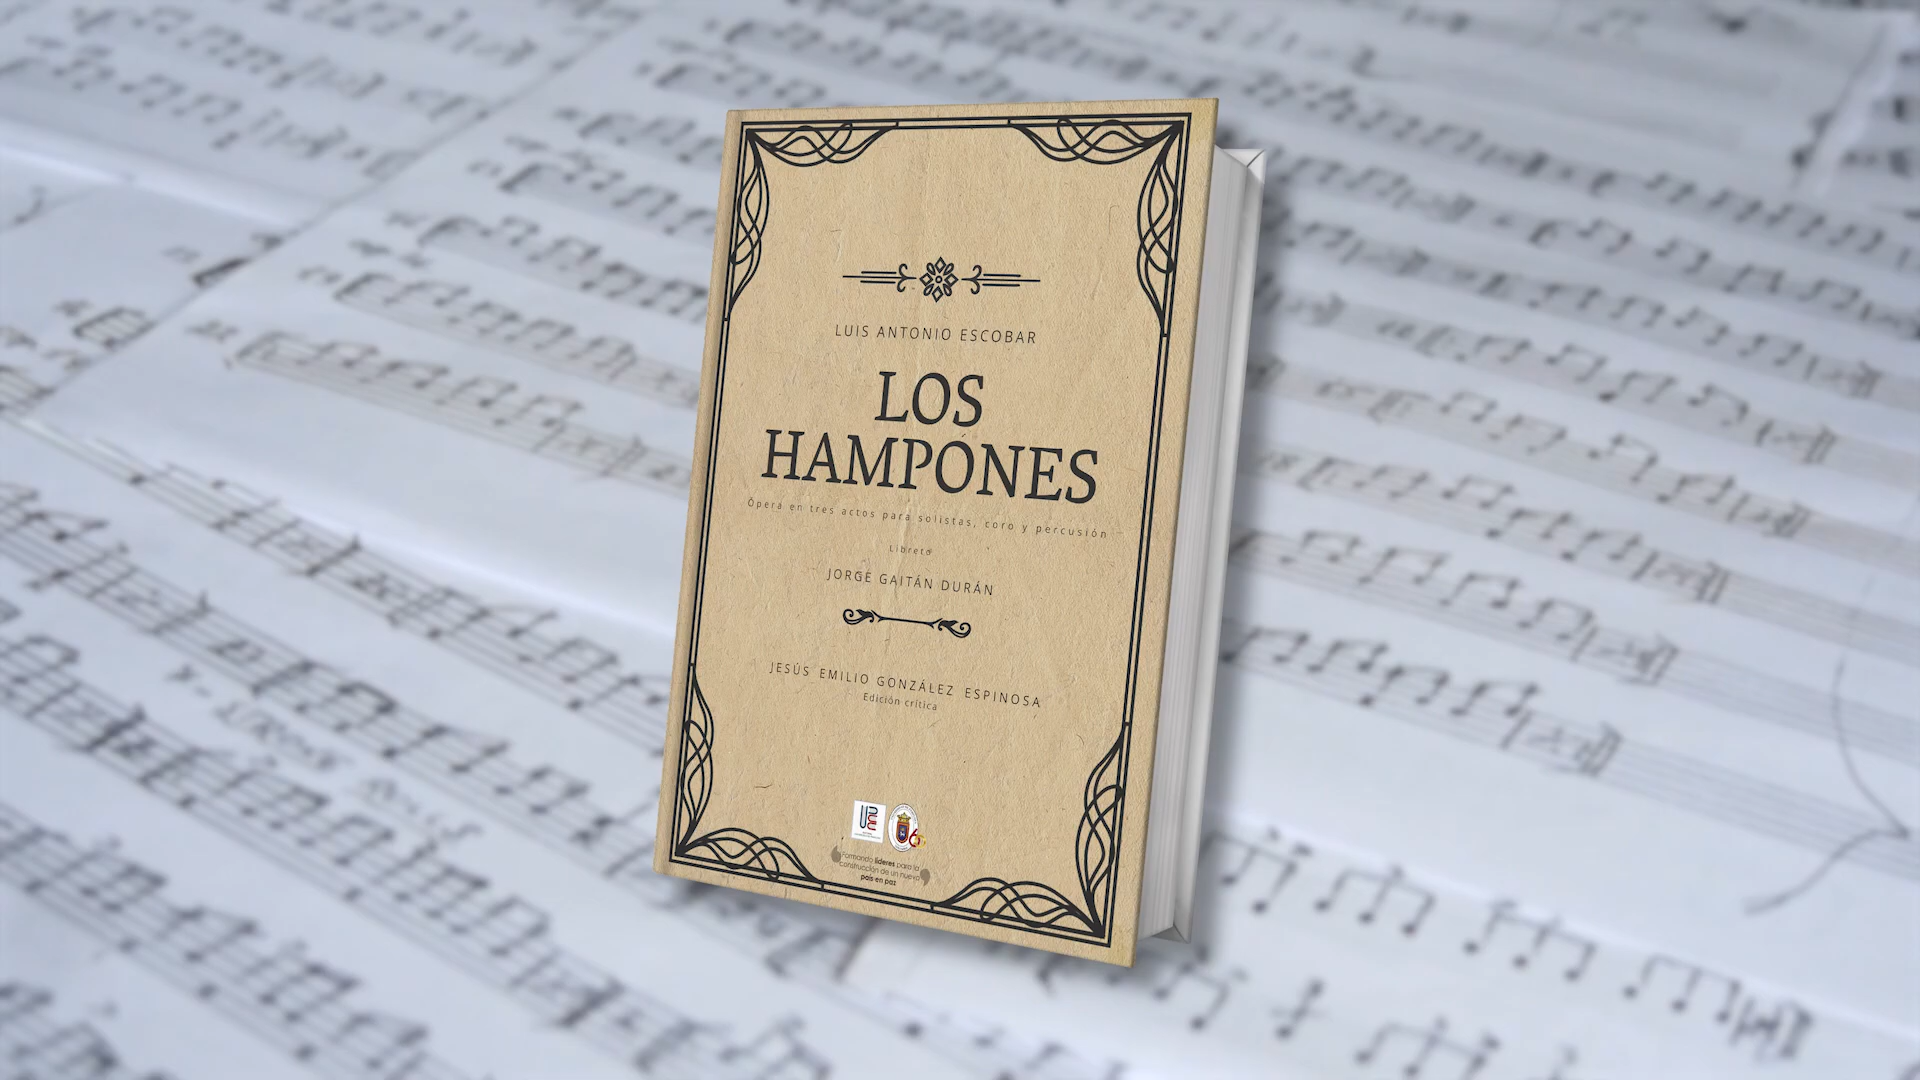 LUIS ANTONIO ESCOBAR
LOS
HAMPONES
Ópera en tres actos para solistas, coro y percusión
Libreto
JORGE GAITÁN DURÁN
JESÚS EMILIO GONZÁLEZ ESPINOSA
Edición crítica
Formando líderes para la
construcción de un nuevo
país en paz